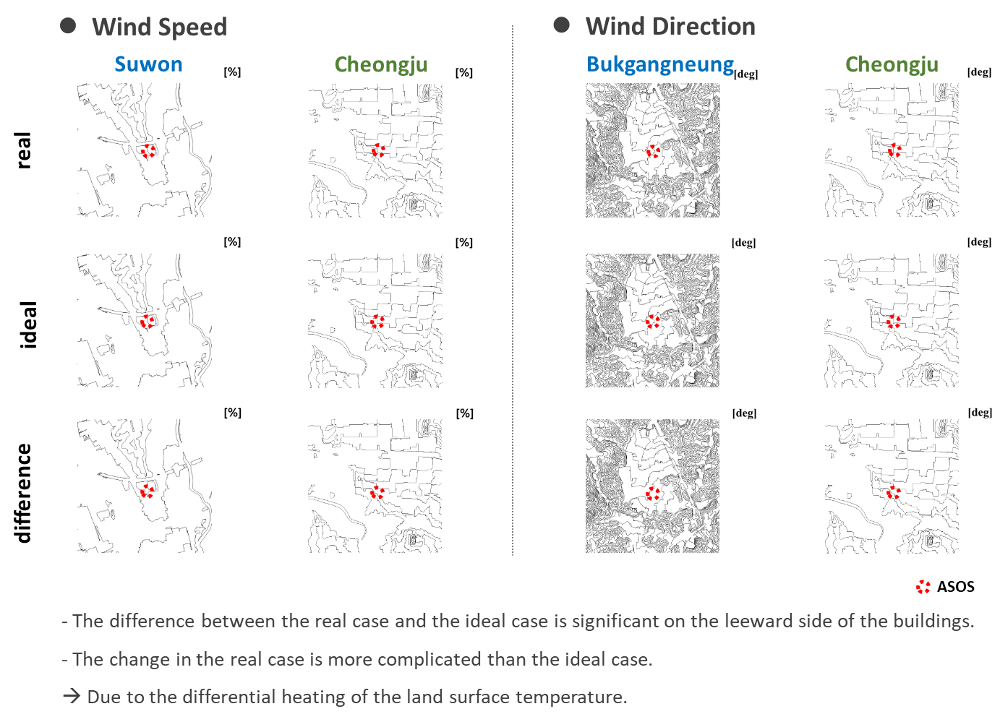 ● Wind Speed
● Wind Direction
Suwon
Cheongju
Bukgangneung
Cheongju
[%]
[%]
[deg]
[deg]
real
[%]
[%]
[deg]
[deg]
ideal
[%]
[%]
[deg]
[deg]
difference
ASOS
- The difference between the real case and the ideal case is significant on the leeward side of the buildings.
- The change in the real case is more complicated than the ideal case.
→ Due to the differential heating of the land surface temperature.